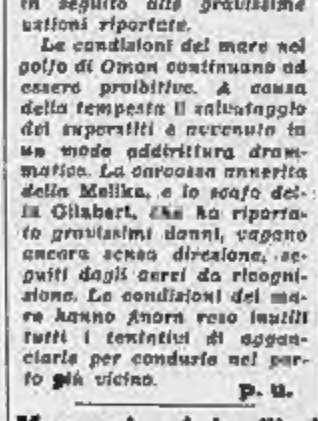 in seguito alle gravissime
ustioni riportate.
Le condizioni del mare nel
golfo di Oman continuano ad
essere proibitive. A causa
della tempesta il salvataggio
dei superstiti è avvenuto in
un modo addirittura dram-
matico. La carcassa annerita
della Melika, e lo scafo del-
la Gilabert, che ha riporta-
to gravissimi danni, vagano
ancora senza direzione, se-
guiti dagli aerei da ricogni-
zione. Le condizioni del ma-
re hanno finora reso inutili
tutti i tentativi di aggan-
ciarle per condurle nel por-
to più vicino.
p. u.